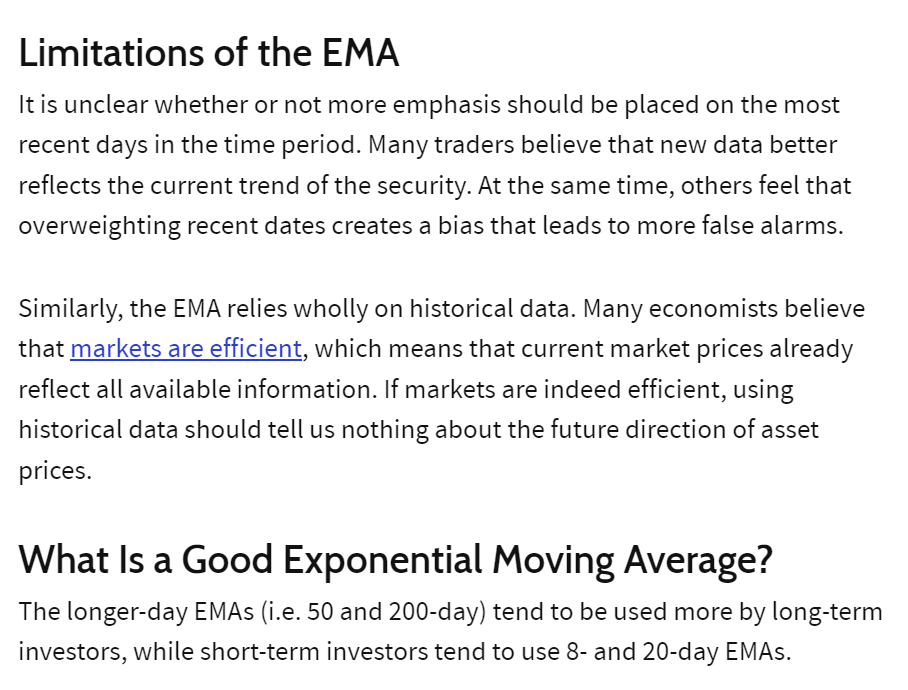 Limitations of the EMA
It is unclear whether or not more emphasis should be placed on the most
recent days in the time period. Many traders believe that new data better
reflects the current trend of the security. At the same time, others feel that
overweighting recent dates creates a bias that leads to more false alarms.
Similarly, the EMA relies wholly on historical data. Many economists believe
that markets are efficient, which means that current market prices already
reflect all available information. If markets are indeed efficient, using
historical data should tell us nothing about the future direction of asset
prices.
What Is a Good Exponential Moving Average?
The longer-day EMAs (i.e. 50 and 200-day) tend to be used more by long-term
investors, while short-term investors tend to use 8- and 20-day EMAs.